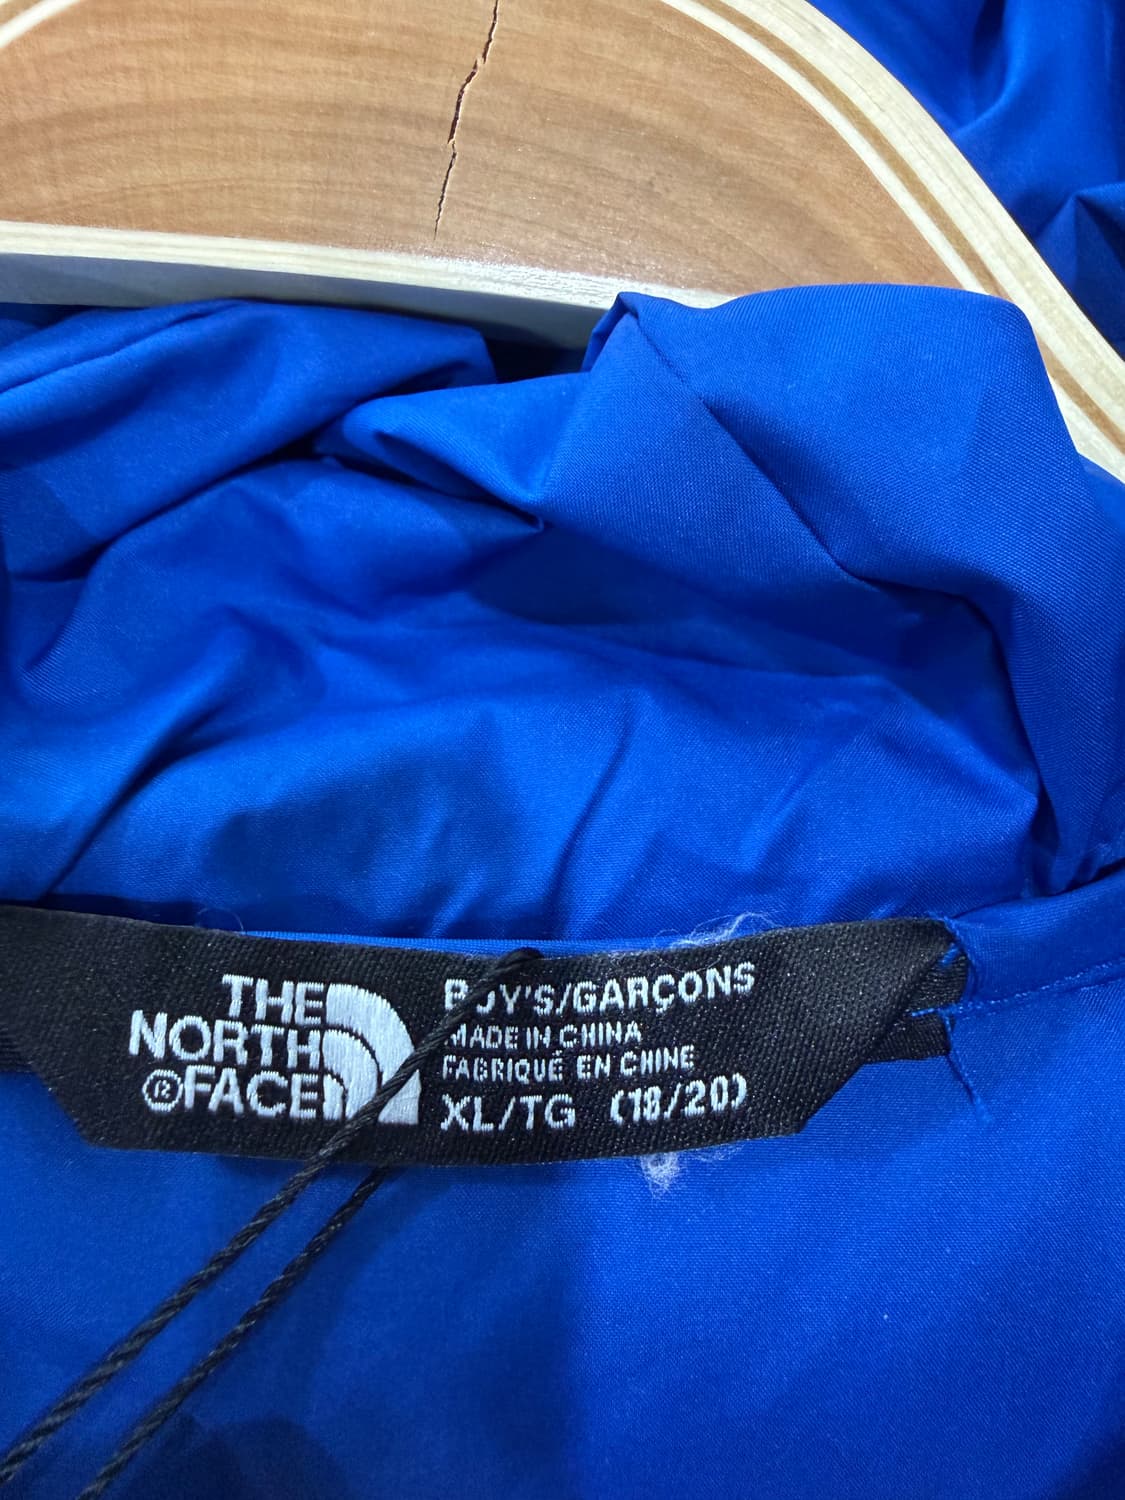 THE
NORTH
®FACE
BOY'S/GARÇONS
MADE IN CHINA
FABRIQUÉ EN CHINE
XL/TG (18/20)